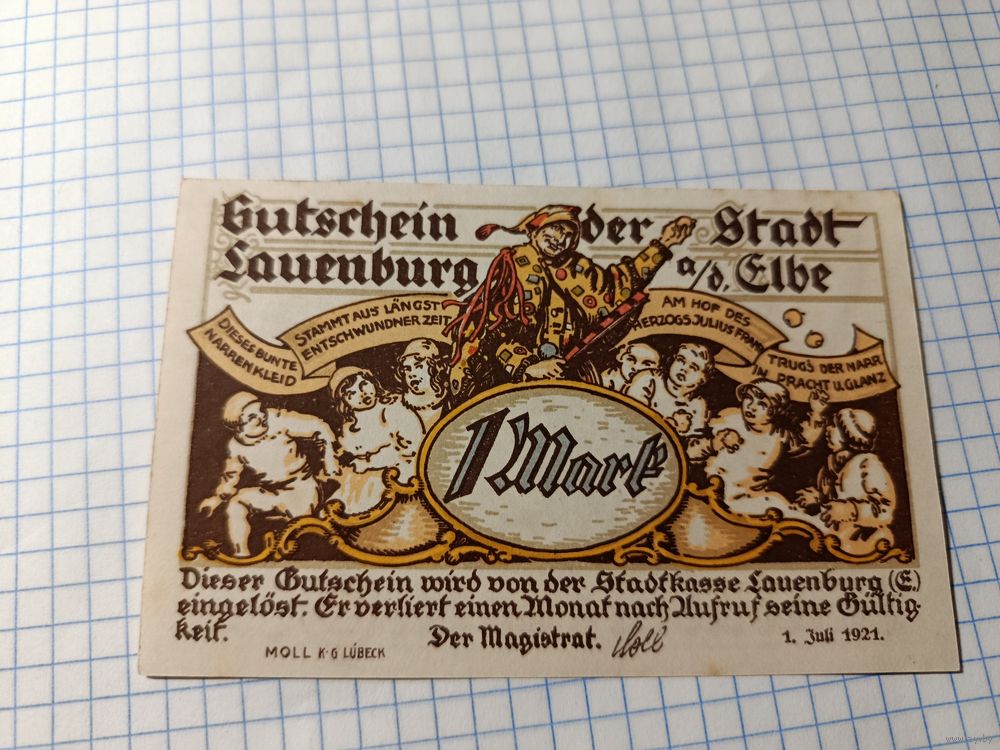 Gutschein der Stadt
Lauenburg a/d. Elbe
DIESES BUNTE
NARRENKLEID
STAMMT AUS LÄNGST
ENTSCHWUNDNER ZEIT
AM HOF DES
HERZOGS JULIUS FRANZ
TRUG'S DER NARR
IN PRACHT U. GLANZ
1 Mark
Dieser Gutschein wird von der Stadtkasse Lauenburg (E.)
eingelöst. Er verliert einen Monat nach Aufruf seine Gültig-
keit. Der Magistrat. 1. Juli 1921.
MOLL K·G LÜBECK